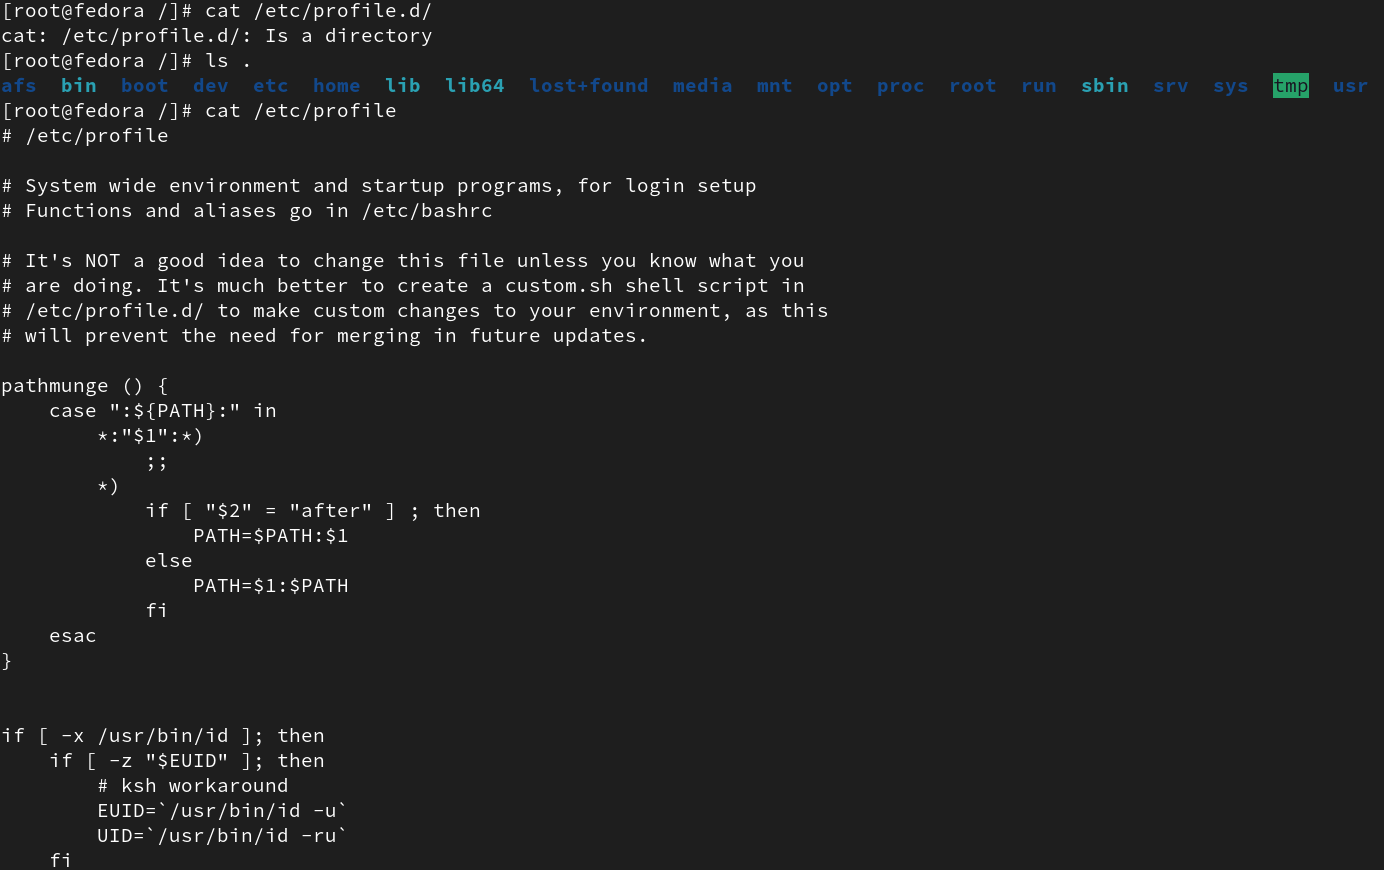 [root@fedora /]# cat /etc/profile.d/
cat: /etc/profile.d/: Is a directory
[root@fedora /]# ls .
afs  bin  boot  dev  etc  home  lib  lib64  lost+found  media  mnt  opt  proc  root  run  sbin  srv  sys  tmp  usr
[root@fedora /]# cat /etc/profile
# /etc/profile

# System wide environment and startup programs, for login setup
# Functions and aliases go in /etc/bashrc

# It's NOT a good idea to change this file unless you know what you
# are doing. It's much better to create a custom.sh shell script in
# /etc/profile.d/ to make custom changes to your environment, as this
# will prevent the need for merging in future updates.

pathmunge () {
    case ":${PATH}:" in
        *:"$1":*)
            ;;
        *)
            if [ "$2" = "after" ] ; then
                PATH=$PATH:$1
            else
                PATH=$1:$PATH
            fi
    esac
}


if [ -x /usr/bin/id ]; then
    if [ -z "$EUID" ]; then
        # ksh workaround
        EUID=`/usr/bin/id -u`
        UID=`/usr/bin/id -ru`
    fi